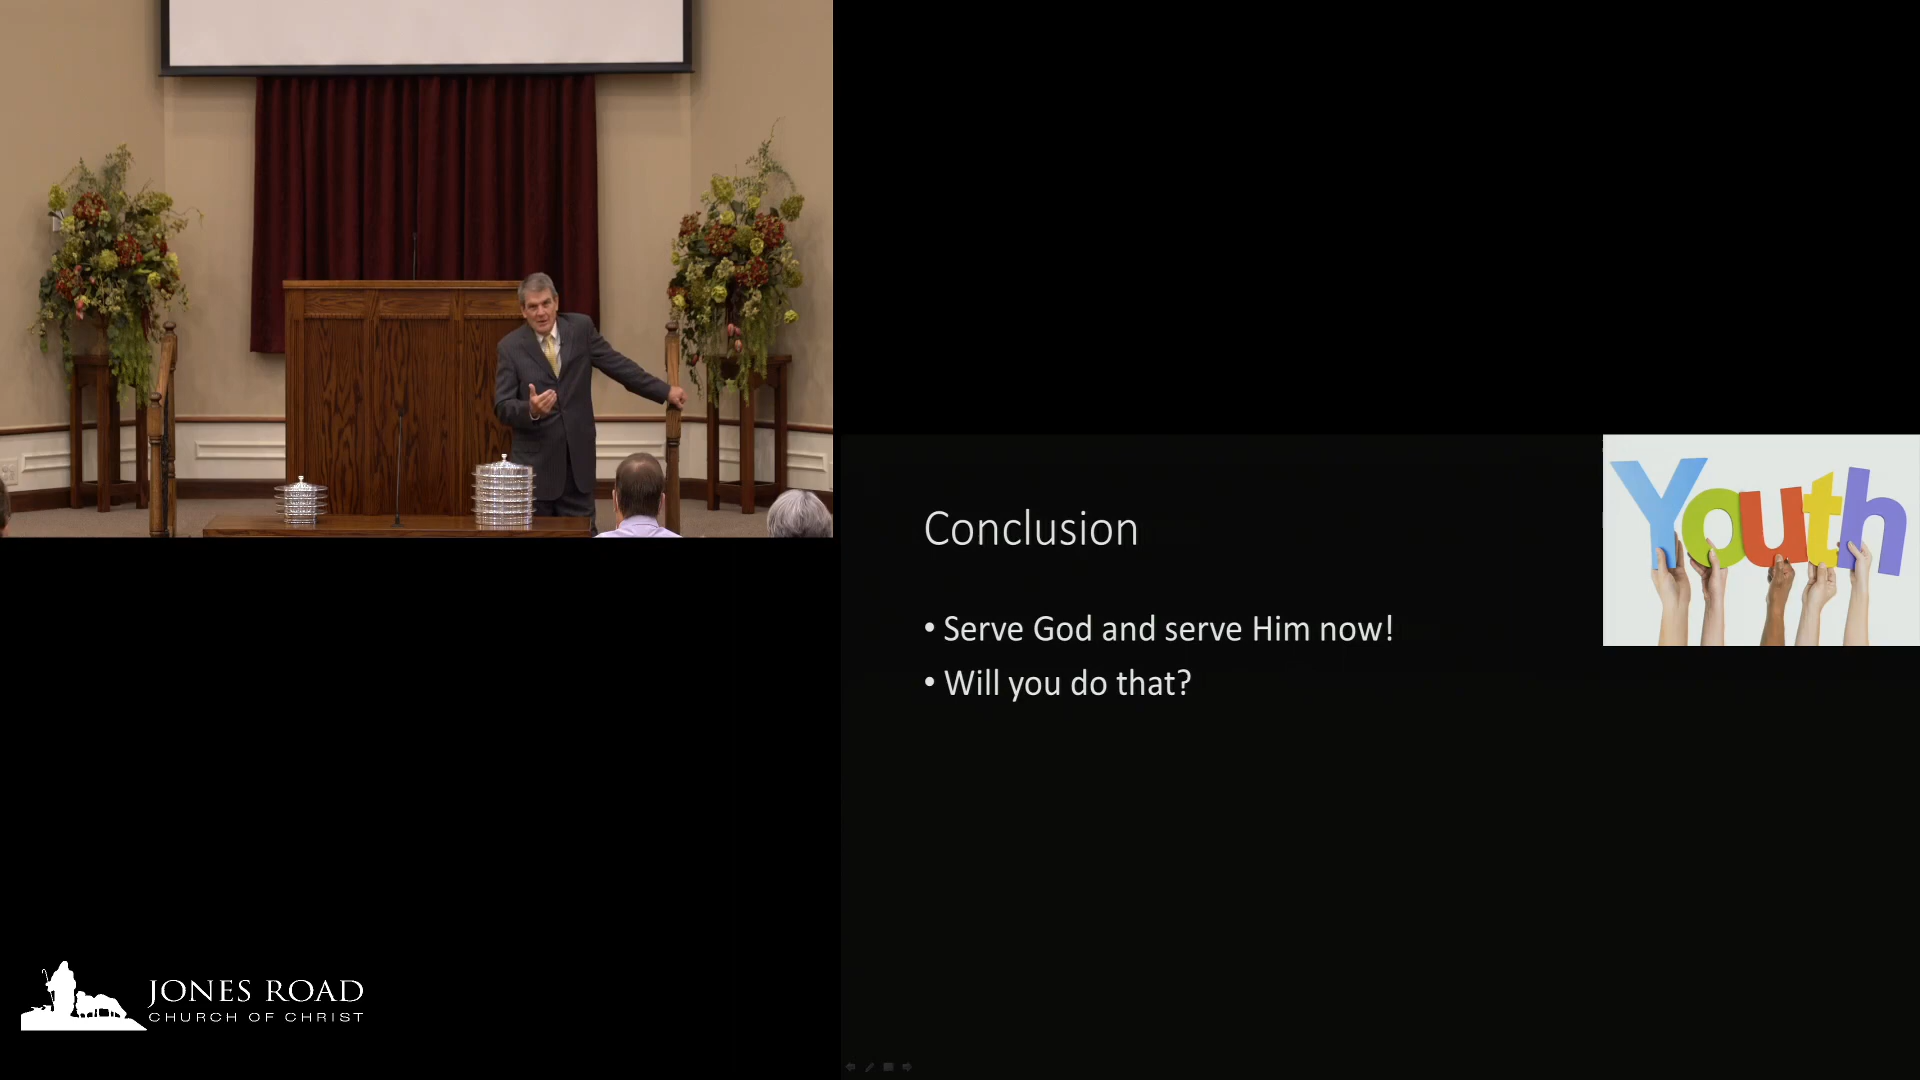 Youth
Conclusion
• Serve God and serve Him now!
• Will you do that?
JONES ROAD
CHURCH OF CHRIST